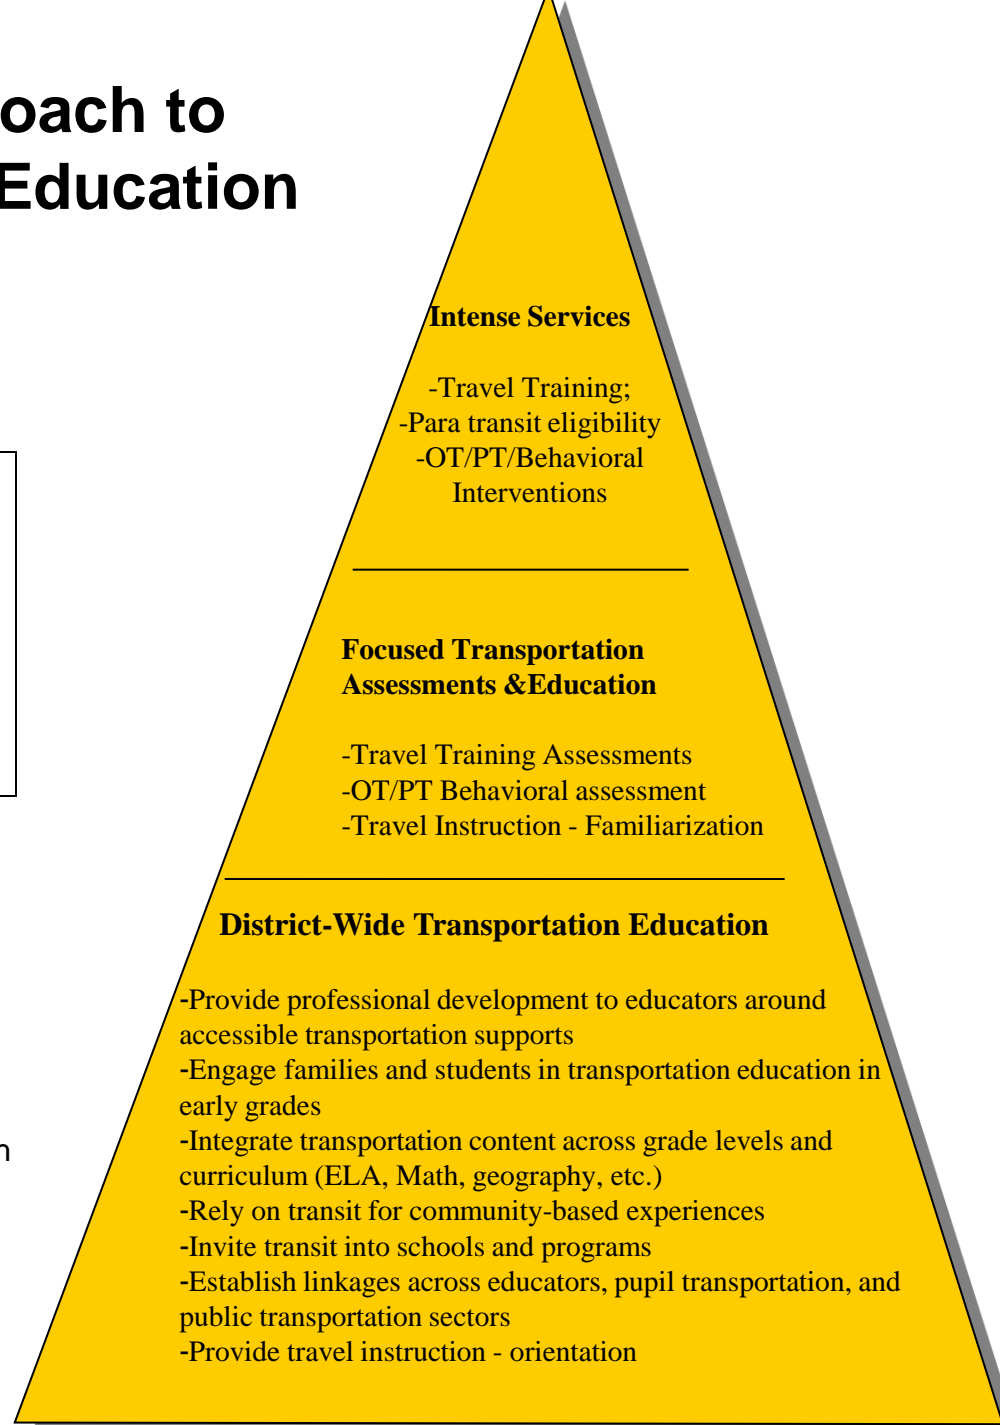 oach to
Education
Intense Services
-Travel Training;
-Para transit eligibility
-OT/PT/Behavioral
Interventions
Focused Transportation
Assessments &Education
-Travel Training Assessments
-OT/PT Behavioral assessment
-Travel Instruction - Familiarization
District-Wide Transportation Education
-Provide professional development to educators around
accessible transportation supports
-Engage families and students in transportation education in
early grades
-Integrate transportation content across grade levels and
curriculum (ELA, Math, geography, etc.)
-Rely on transit for community-based experiences
-Invite transit into schools and programs
-Establish linkages across educators, pupil transportation, and
public transportation sectors
-Provide travel instruction - orientation